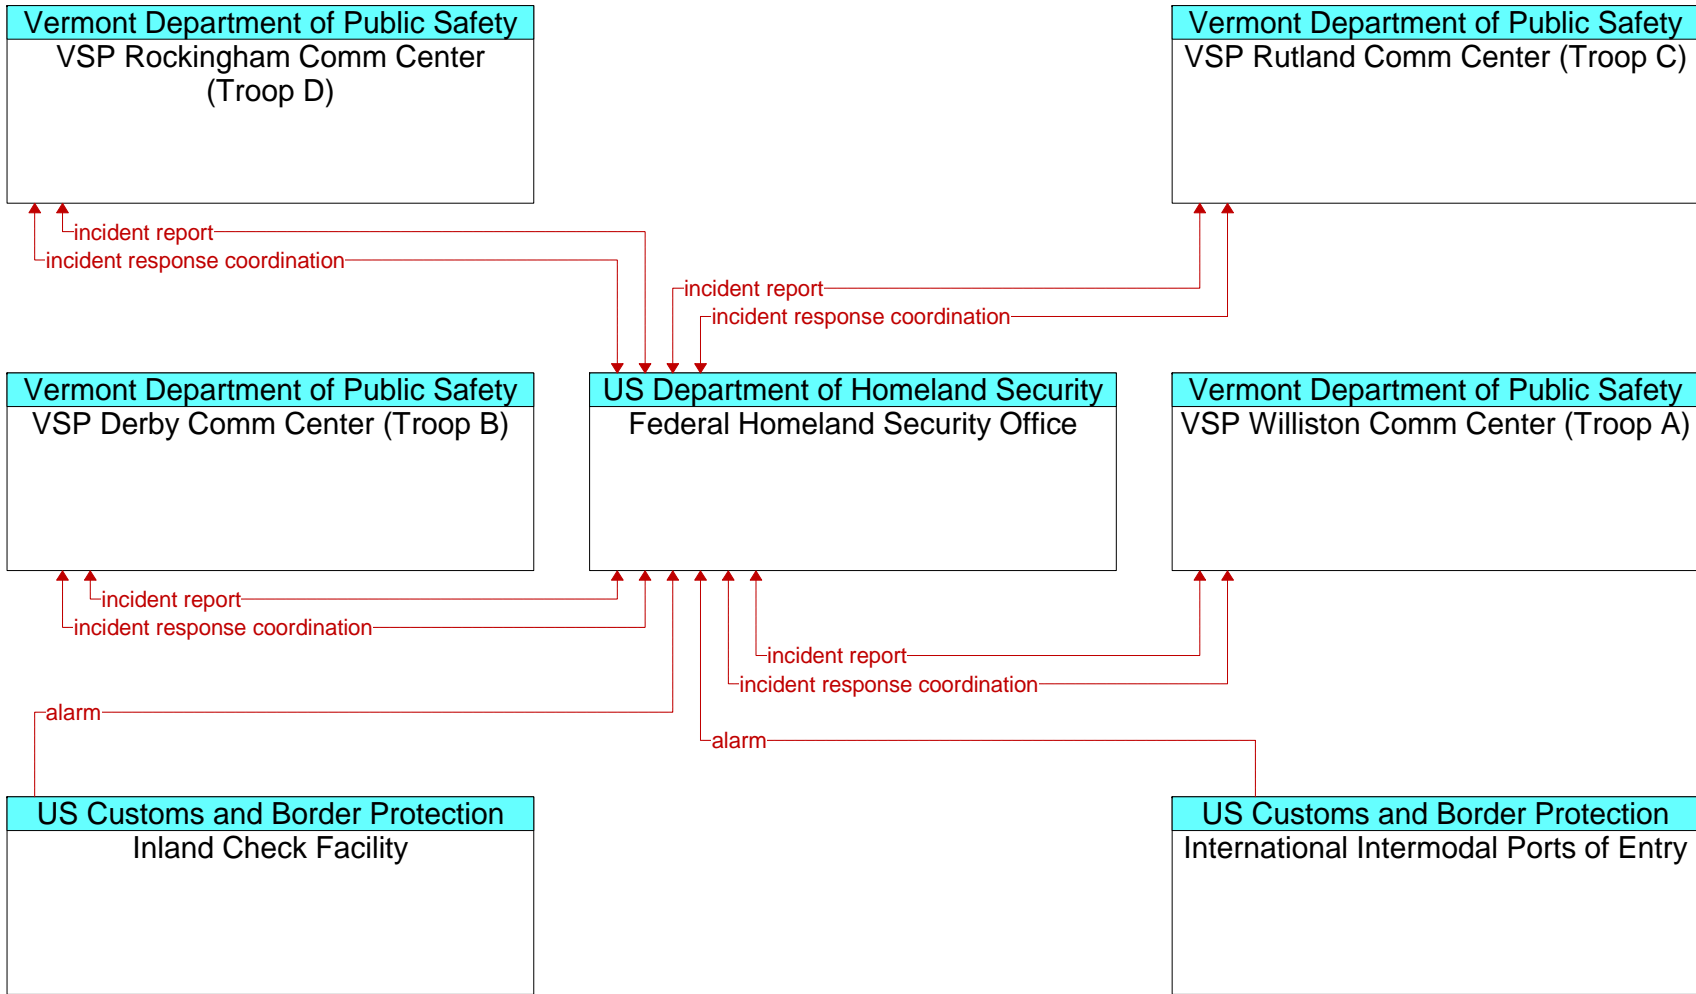 Vermont Department of Public Safety
VSP Rockingham Comm Center
(Troop D)
Vermont Department of Public Safety
VSP Rutland Comm Center (Troop C)
incident report
incident response coordination
incident report
incident response coordination
Vermont Department of Public Safety
VSP Derby Comm Center (Troop B)
US Department of Homeland Security
Federal Homeland Security Office
Vermont Department of Public Safety
VSP Williston Comm Center (Troop A)
incident report
incident response coordination
incident report
incident response coordination
alarm
alarm
US Customs and Border Protection
Inland Check Facility
US Customs and Border Protection
International Intermodal Ports of Entry